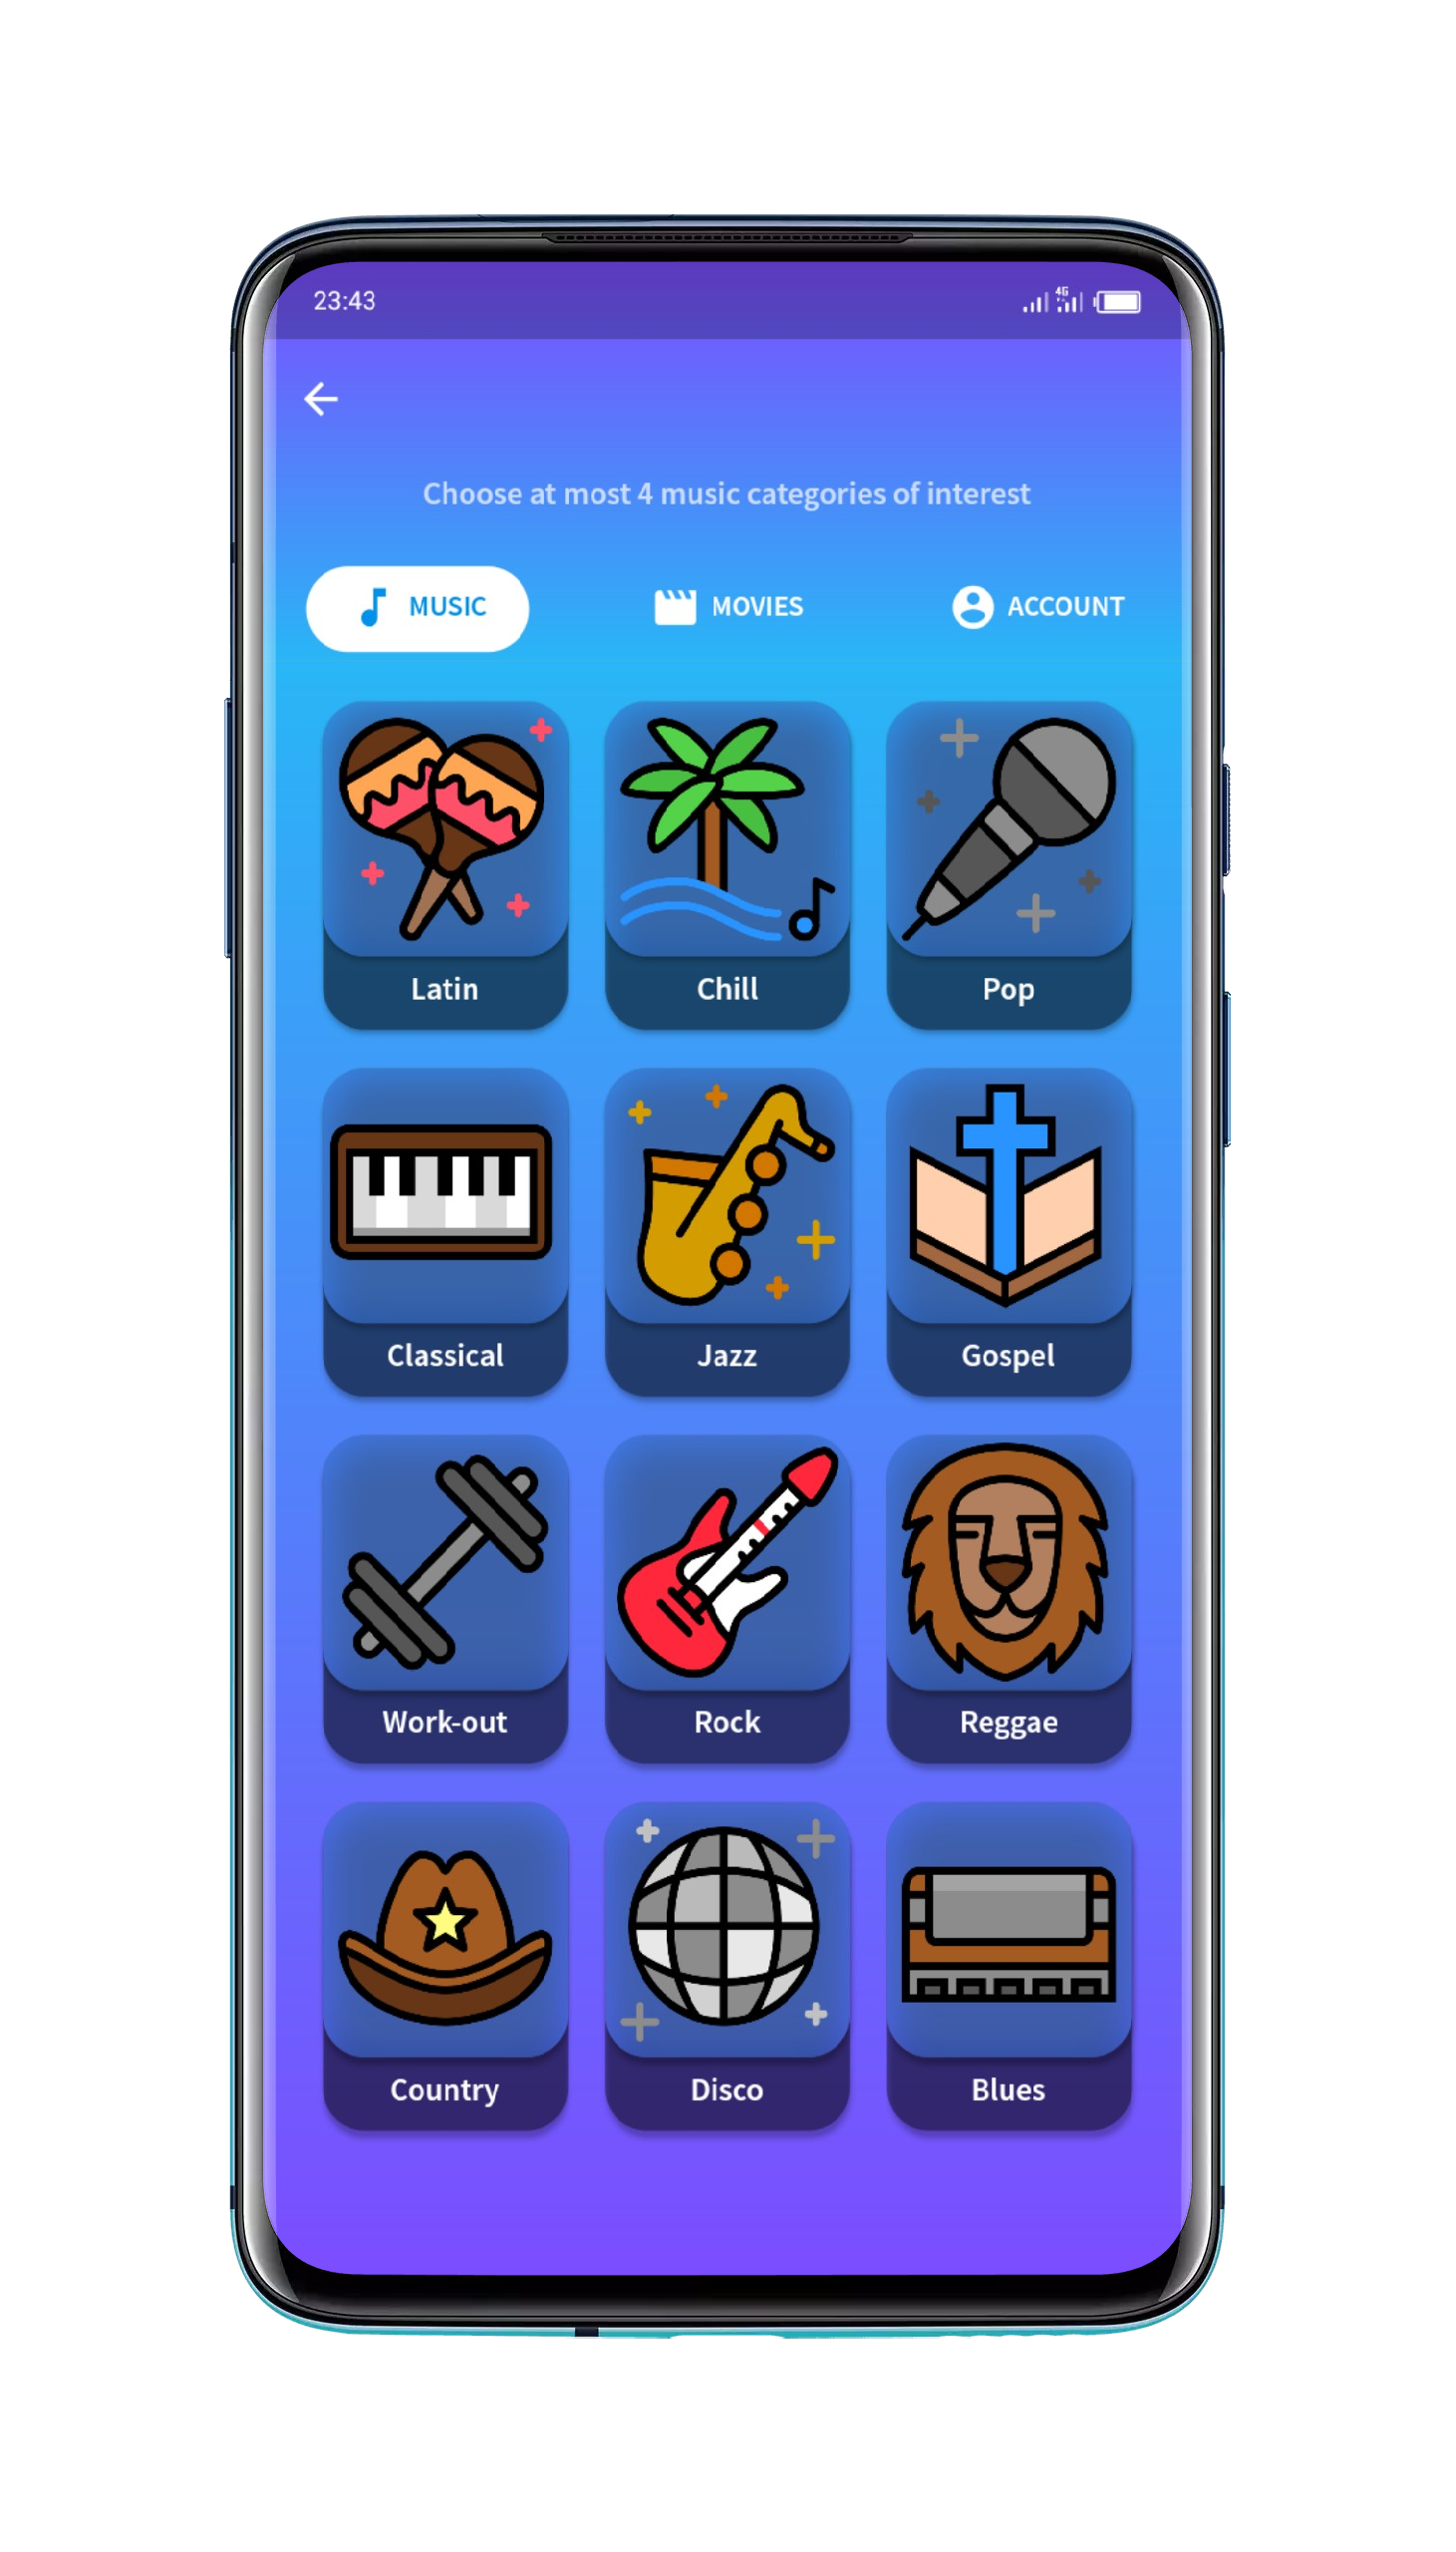 23:43
4G
Choose at most 4 music categories of interest
MUSIC MOVIES ACCOUNT
Latin Chill Pop
Classical Jazz Gospel
Work-out Rock Reggae
Country Disco Blues